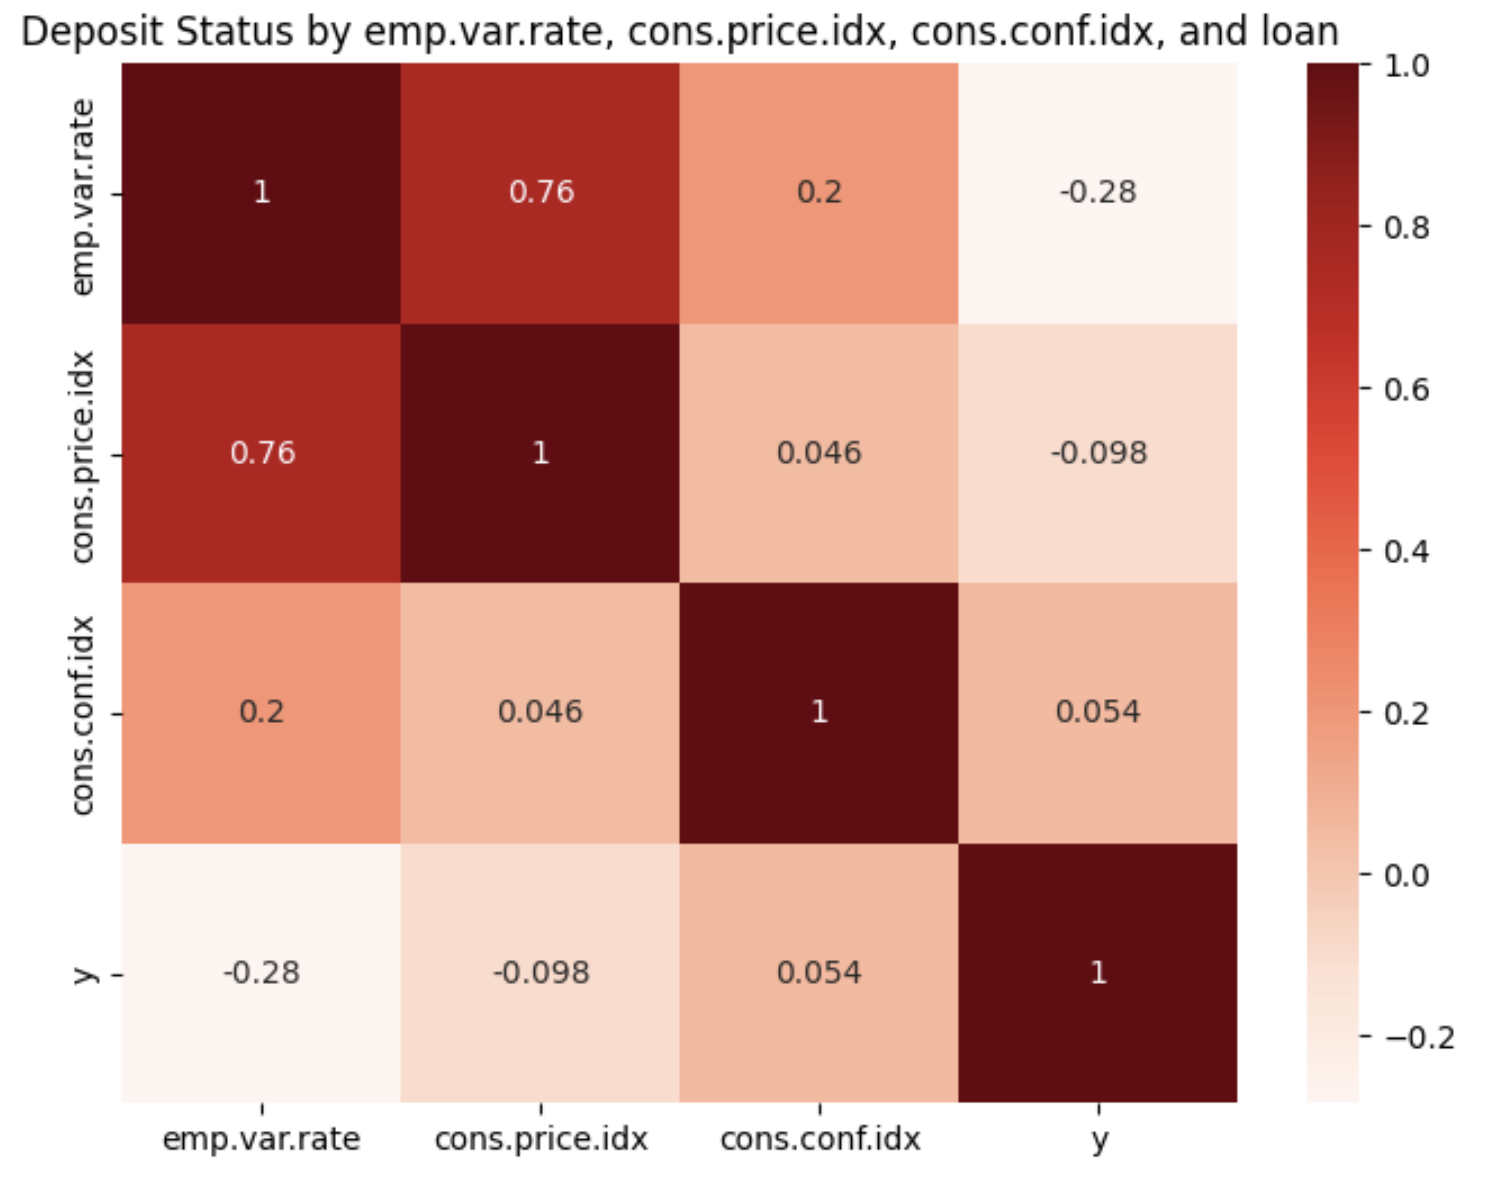 Deposit Status by emp.var.rate, cons.price.idx, cons.conf.idx, and loan
emp.var.rate
1 0.76 0.2 -0.28
cons.price.idx
0.76 1 0.046 -0.098
cons.conf.idx
0.2 0.046 1 0.054
y
-0.28 -0.098 0.054 1
emp.var.rate cons.price.idx cons.conf.idx y
1.0
0.8
0.6
0.4
0.2
0.0
−0.2